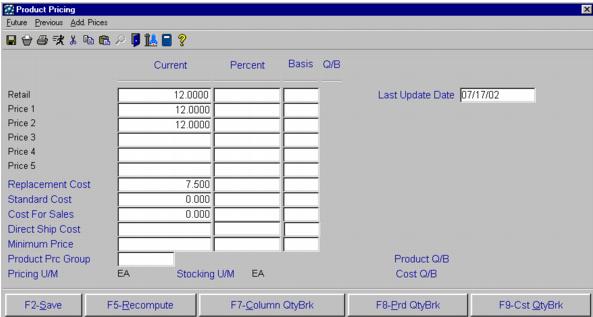 Product Pricing
Future Previous Add. Prices
Current Percent Basis Q/B
Retail 12.0000 Last Update Date 07/17/02
Price 1 12.0000
Price 2 12.0000
Price 3
Price 4
Price 5
Replacement Cost 7.500
Standard Cost 0.000
Cost For Sales 0.000
Direct Ship Cost
Minimum Price
Product Prc Group Product Q/B
Pricing U/M EA Stocking U/M EA Cost Q/B
F2-Save F5-Recompute F7-Column QtyBrk F8-Prd QtyBrk F9-Cst QtyBrk